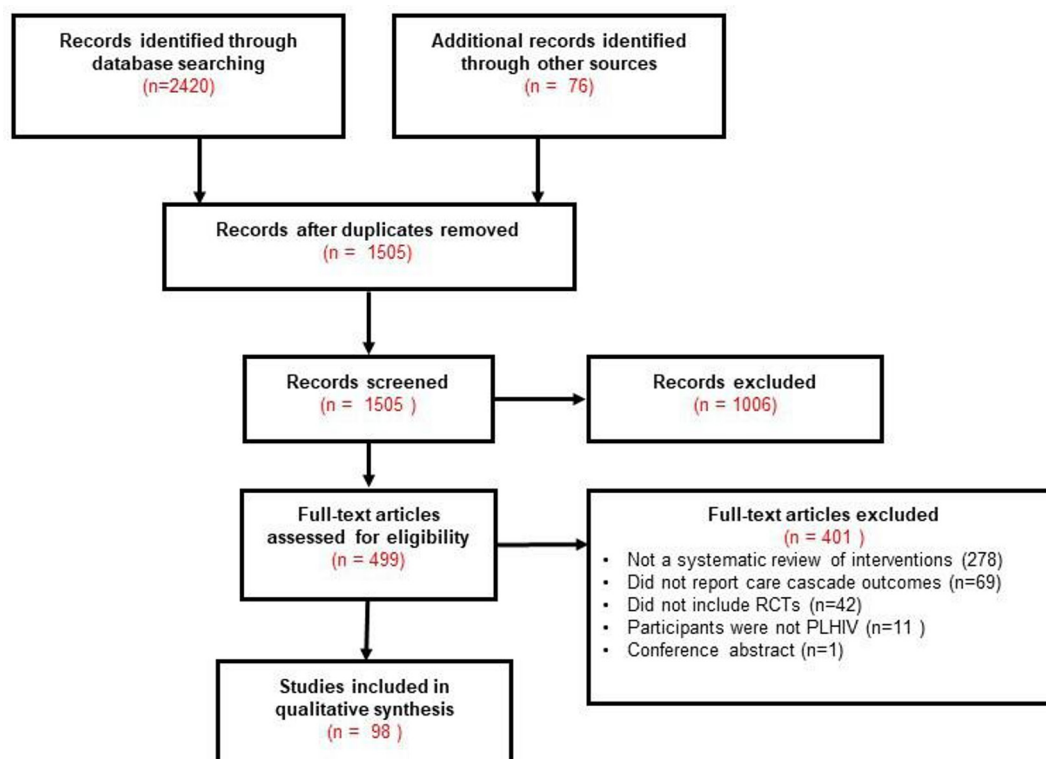 Records identified through
database searching
(n=2420)
Additional records identified
through other sources
(n = 76)
Records after duplicates removed
(n = 1505)
Records screened
(n = 1505 )
Records excluded
(n = 1006)
Full-text articles
assessed for eligibility
(n = 499)
Full-text articles excluded
(n = 401 )
• Not a systematic review of interventions (278)
• Did not report care cascade outcomes (n=69)
• Did not include RCTs (n=42)
• Participants were not PLHIV (n=11 )
• Conference abstract (n=1)
Studies included in
qualitative synthesis
(n = 98 )